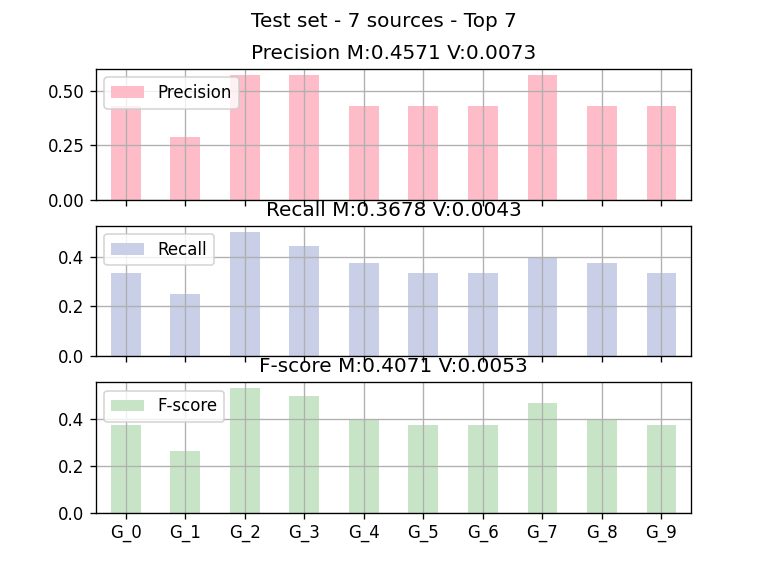 Test set - 7 sources - Top 7
Precision M:0.4571 V:0.0073
0.50
0.25
0.00
Precision
Recall M:0.3678 V:0.0043
0.4
0.2
0.0
Recall
F-score M:0.4071 V:0.0053
0.4
0.2
0.0
F-score
G_0 G_1 G_2 G_3 G_4 G_5 G_6 G_7 G_8 G_9